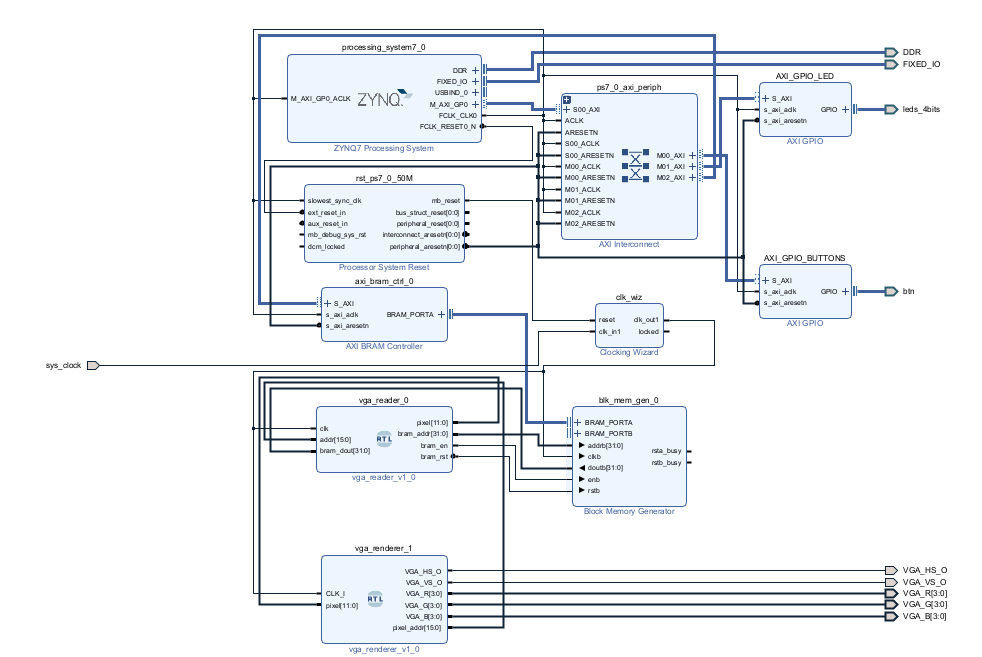 processing_system7_0
DDR
FIXED_IO
USBIND_0
M_AXI_GP0
FCLK_CLK0
FCLK_RESET0_N
M_AXI_GP0_ACLK
ZYNQ
ZYNQ7 Processing System
ps7_0_axi_periph
S00_AXI
ACLK
ARESETN
S00_ACLK
S00_ARESETN
M00_ACLK
M00_ARESETN
M01_ACLK
M01_ARESETN
M02_ACLK
M02_ARESETN
M00_AXI
M01_AXI
M02_AXI
AXI Interconnect
DDR
FIXED_IO
AXI_GPIO_LED
S_AXI
s_axi_aclk
s_axi_aresetn
GPIO
AXI GPIO
leds_4bits
rst_ps7_0_50M
slowest_sync_clk
ext_reset_in
aux_reset_in
mb_debug_sys_rst
dcm_locked
mb_reset
bus_struct_reset[0:0]
peripheral_reset[0:0]
interconnect_aresetn[0:0]
peripheral_aresetn[0:0]
Processor System Reset
AXI_GPIO_BUTTONS
S_AXI
s_axi_aclk
s_axi_aresetn
GPIO
AXI GPIO
btn
axi_bram_ctrl_0
S_AXI
s_axi_aclk
s_axi_aresetn
BRAM_PORTA
AXI BRAM Controller
clk_wiz
reset
clk_in1
clk_out1
locked
Clocking Wizard
sys_clock
vga_reader_0
clk
addr[15:0]
bram_dout[31:0]
RTL
pixel[11:0]
bram_addr[31:0]
bram_en
bram_rst
vga_reader_v1_0
blk_mem_gen_0
BRAM_PORTA
BRAM_PORTB
addrb[31:0]
clkb
doutb[31:0]
enb
rstb
rsta_busy
rstb_busy
Block Memory Generator
vga_renderer_1
CLK_I
pixel[11:0]
RTL
VGA_HS_O
VGA_VS_O
VGA_R[3:0]
VGA_G[3:0]
VGA_B[3:0]
pixel_addr[15:0]
vga_renderer_v1_0
VGA_HS_O
VGA_VS_O
VGA_R[3:0]
VGA_G[3:0]
VGA_B[3:0]